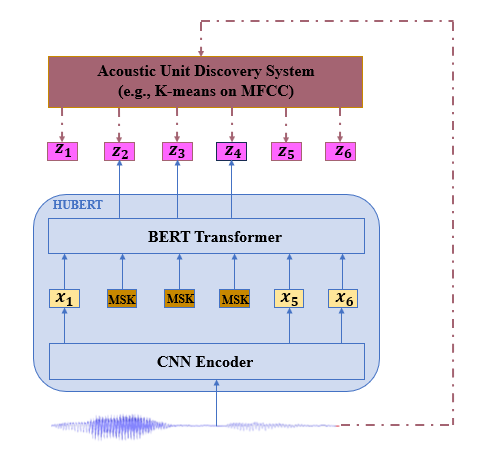 Acoustic Unit Discovery System
(e.g., K-means on MFCC)
z1 z2 z3 z4 z5 z6
HUBERT
BERT Transformer
x1 MSK MSK MSK x5 x6
CNN Encoder